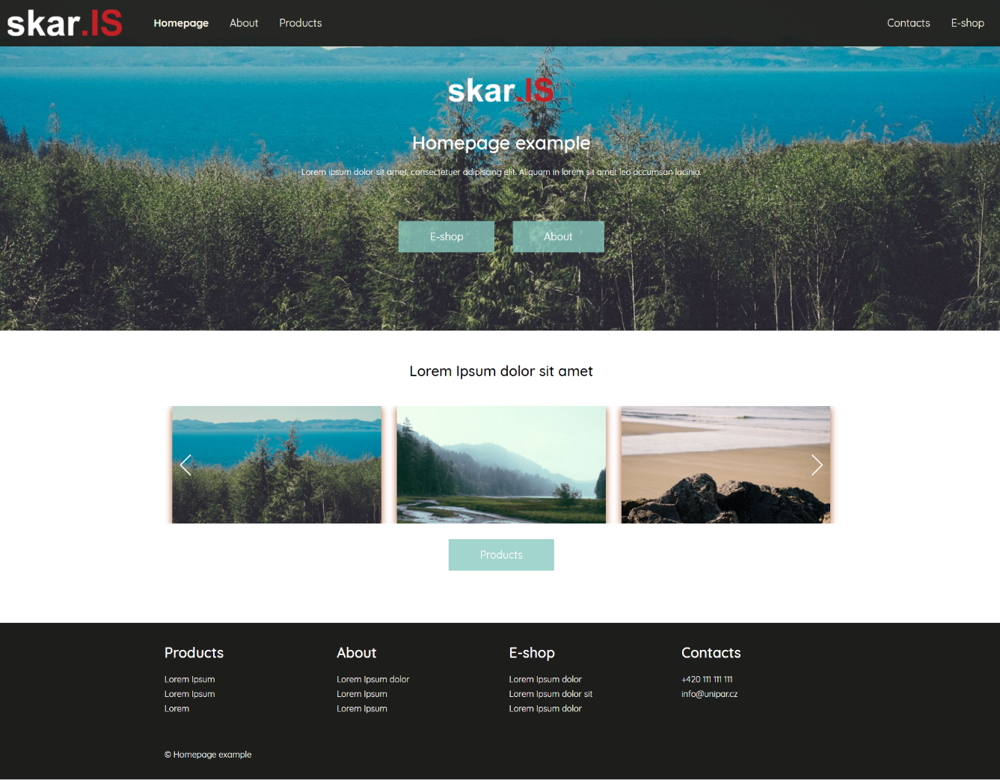 skar.IS Homepage About Products Contacts E-shop
skar.IS
Homepage example
Lorem ipsum dolor sit amet, consectetuer adipiscing elit. Aliquam in lorem sit amet leo accumsan lacinia.
E-shop About
Lorem Ipsum dolor sit amet
Products
Products About E-shop Contacts
Lorem Ipsum Lorem Ipsum dolor Lorem Ipsum dolor +420 111 111 111
Lorem Ipsum Lorem Ipsum Lorem Ipsum dolor sit info@unipar.cz
Lorem Lorem Ipsum Lorem Ipsum dolor
© Homepage example